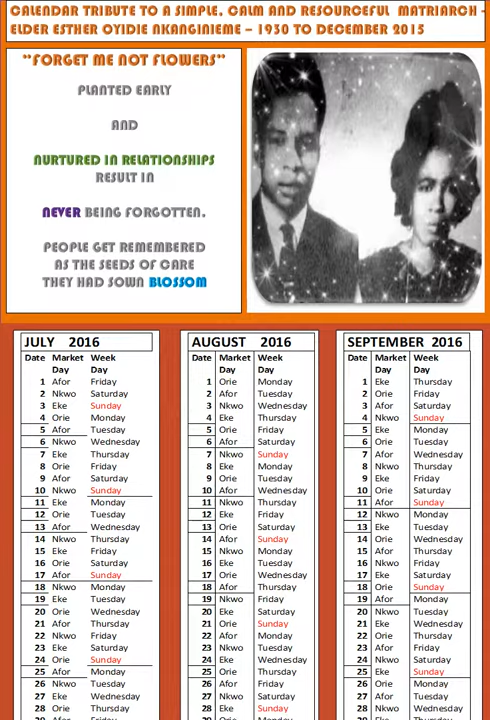 CALENDAR TRIBUTE TO A SIMPLE, CALM AND RESOURCEFUL MATRIARCH -
ELDER ESTHER OYIDIE NKANGINIEME – 1930 TO DECEMBER 2015
“FORGET ME NOT FLOWERS”
PLANTED EARLY
AND
NURTURED IN RELATIONSHIPS
RESULT IN
NEVER BEING FORGOTTEN.
PEOPLE GET REMEMBERED
AS THE SEEDS OF CARE
THEY HAD SOWN BLOSSOM
JULY 2016
Date Market Week
Day Day
1 Afor Friday
2 Nkwo Saturday
3 Eke Sunday
4 Orie Monday
5 Afor Tuesday
6 Nkwo Wednesday
7 Eke Thursday
8 Orie Friday
9 Afor Saturday
10 Nkwo Sunday
11 Eke Monday
12 Orie Tuesday
13 Afor Wednesday
14 Nkwo Thursday
15 Eke Friday
16 Orie Saturday
17 Afor Sunday
18 Nkwo Monday
19 Eke Tuesday
20 Orie Wednesday
21 Afor Thursday
22 Nkwo Friday
23 Eke Saturday
24 Orie Sunday
25 Afor Monday
26 Nkwo Tuesday
27 Eke Wednesday
28 Orie Thursday
29 Afor Friday
AUGUST 2016
Date Market Week
Day Day
1 Orie Monday
2 Afor Tuesday
3 Nkwo Wednesday
4 Eke Thursday
5 Orie Friday
6 Afor Saturday
7 Nkwo Sunday
8 Eke Monday
9 Orie Tuesday
10 Afor Wednesday
11 Nkwo Thursday
12 Eke Friday
13 Orie Saturday
14 Afor Sunday
15 Nkwo Monday
16 Eke Tuesday
17 Orie Wednesday
18 Afor Thursday
19 Nkwo Friday
20 Eke Saturday
21 Orie Sunday
22 Afor Monday
23 Nkwo Tuesday
24 Eke Wednesday
25 Orie Thursday
26 Afor Friday
27 Nkwo Saturday
28 Eke Sunday
29 Orie Monday
SEPTEMBER 2016
Date Market Week
Day Day
1 Eke Thursday
2 Orie Friday
3 Afor Saturday
4 Nkwo Sunday
5 Eke Monday
6 Orie Tuesday
7 Afor Wednesday
8 Nkwo Thursday
9 Eke Friday
10 Orie Saturday
11 Afor Sunday
12 Nkwo Monday
13 Eke Tuesday
14 Orie Wednesday
15 Afor Thursday
16 Nkwo Friday
17 Eke Saturday
18 Orie Sunday
19 Afor Monday
20 Nkwo Tuesday
21 Eke Wednesday
22 Orie Thursday
23 Afor Friday
24 Nkwo Saturday
25 Eke Sunday
26 Orie Monday
27 Afor Tuesday
28 Nkwo Wednesday
29 Eke Thursday